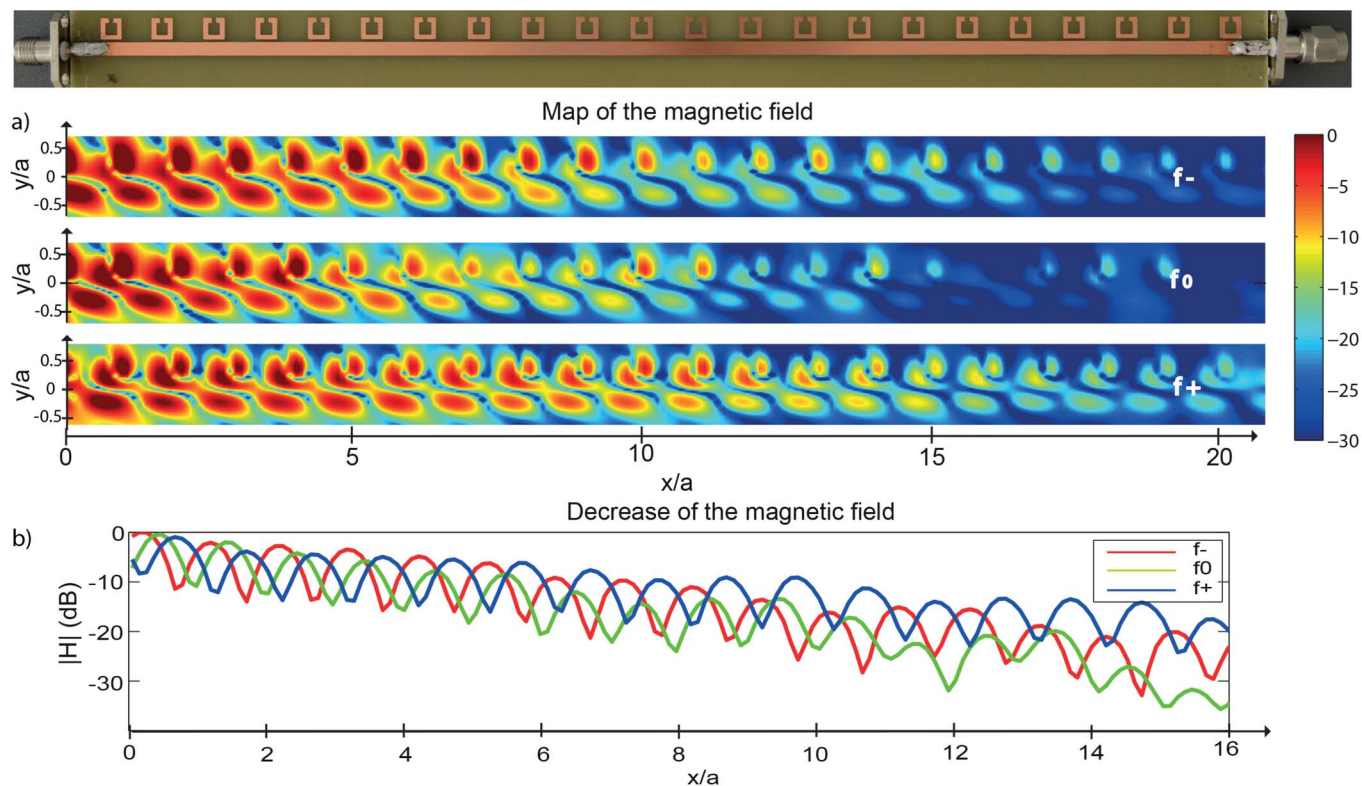 a)
Map of the magnetic field
y/a
0.5
0
-0.5
f-
y/a
0.5
0
-0.5
f0
y/a
0.5
0
-0.5
f+
0 5 10 15 20
x/a
0
−5
−10
−15
−20
−25
−30
b)
Decrease of the magnetic field
|H| (dB)
0
-10
-20
-30
f-
f0
f+
0 2 4 6 8 10 12 14 16
x/a